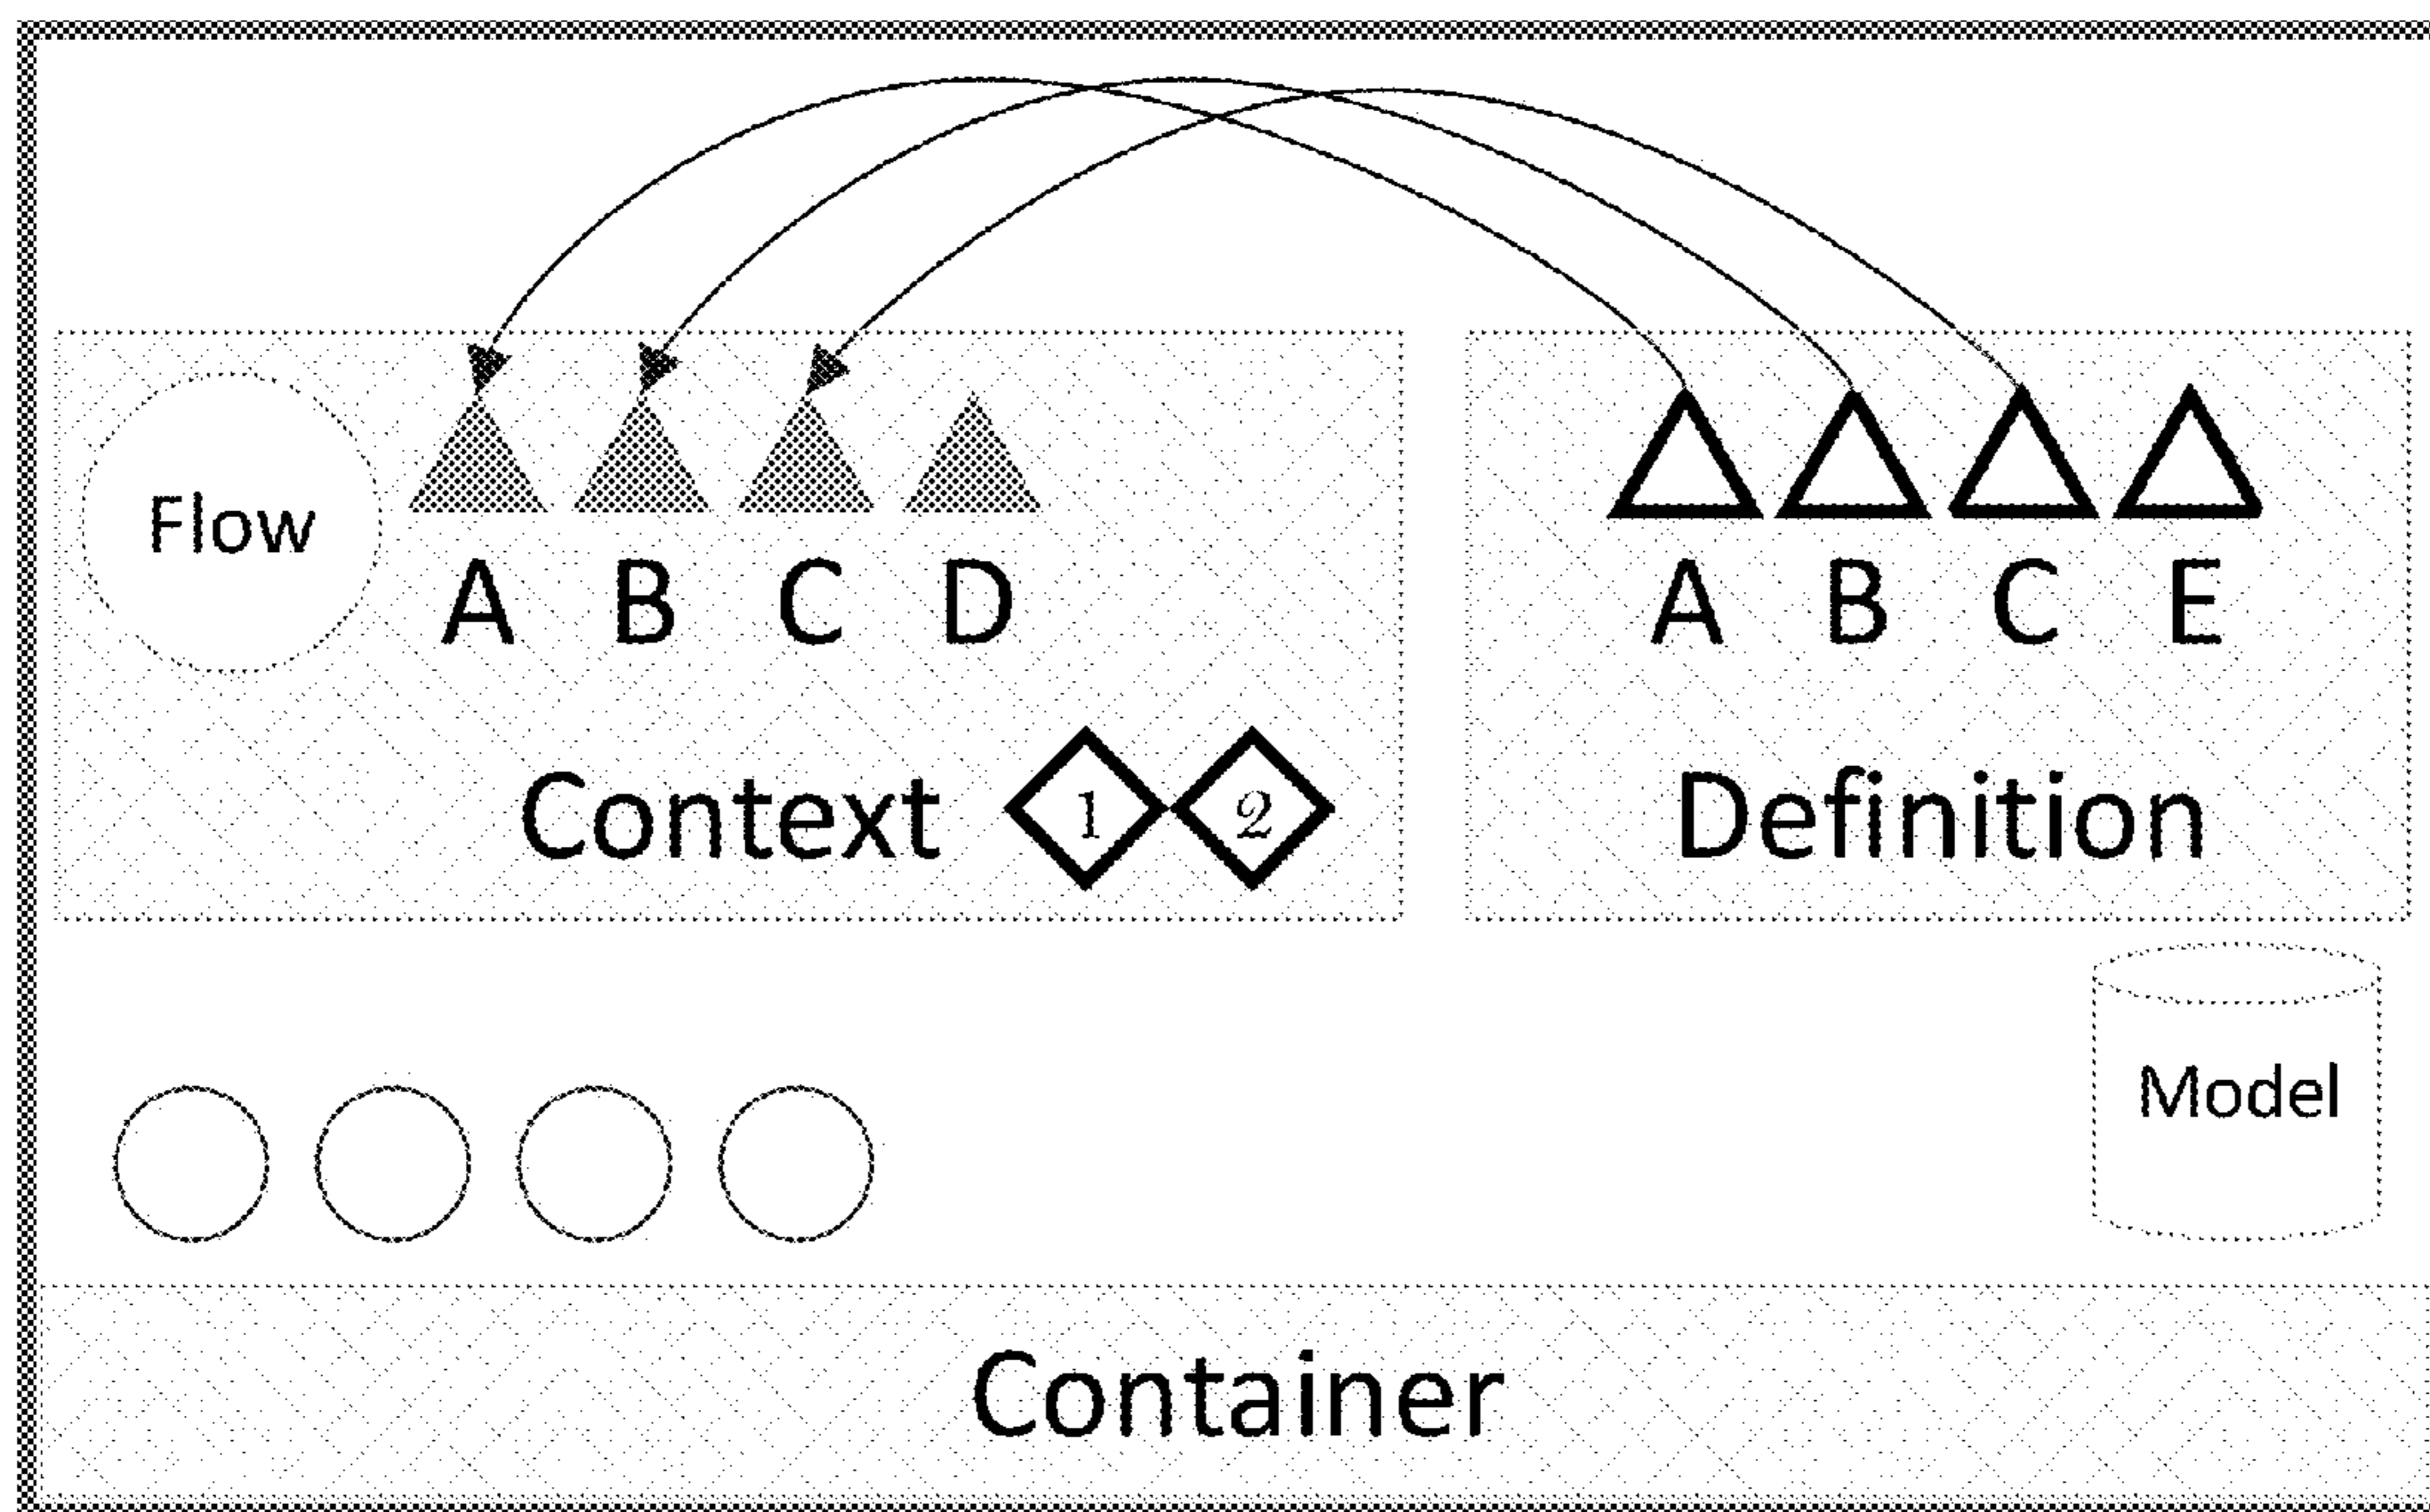 Flow
A B C D
A B C E
Context 1 2
Definition
Model
Container